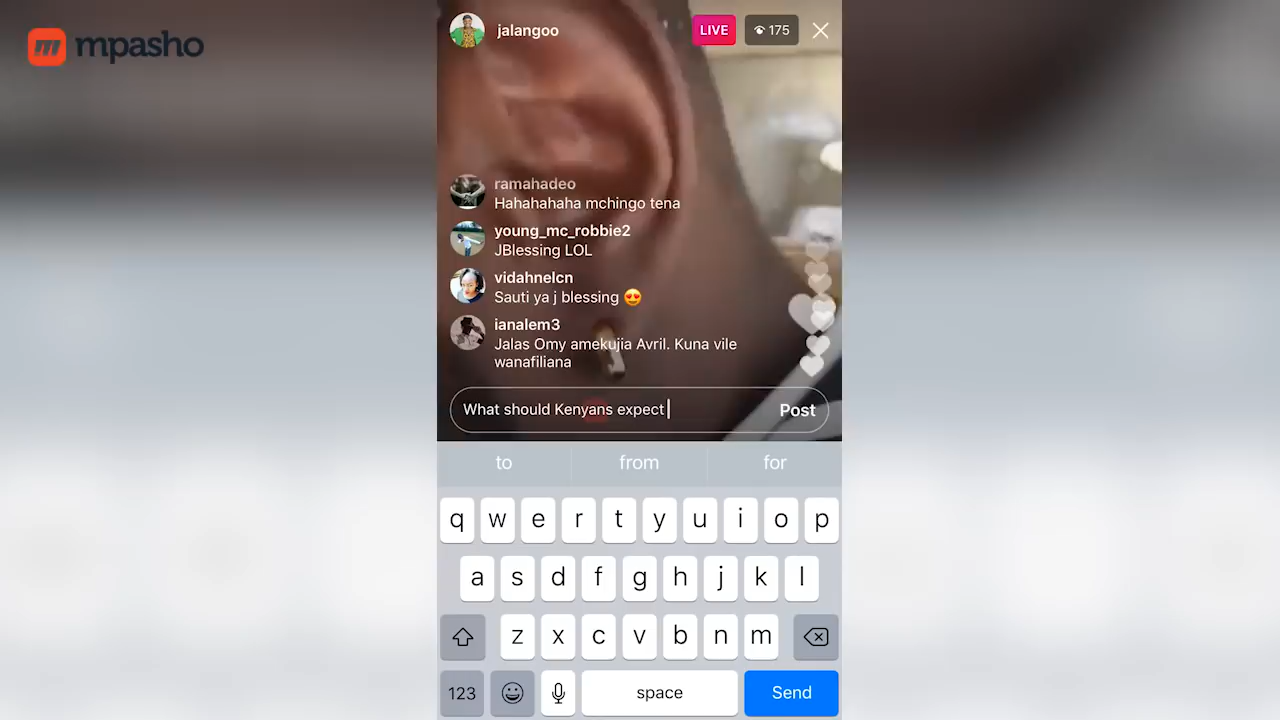 mpasho
jalangoo
LIVE
175
ramahadeo
Hahahahaha mchingo tena
young_mc_robbie2
JBlessing LOL
vidahnelcn
Sauti ya j blessing 😍
ianalem3
Jalas Omy amekujia Avril. Kuna vile
wanafiliana
What should Kenyans expect
Post
to from for
q w e r t y u i o p
a s d f g h j k l
z x c v b n m
123 space Send